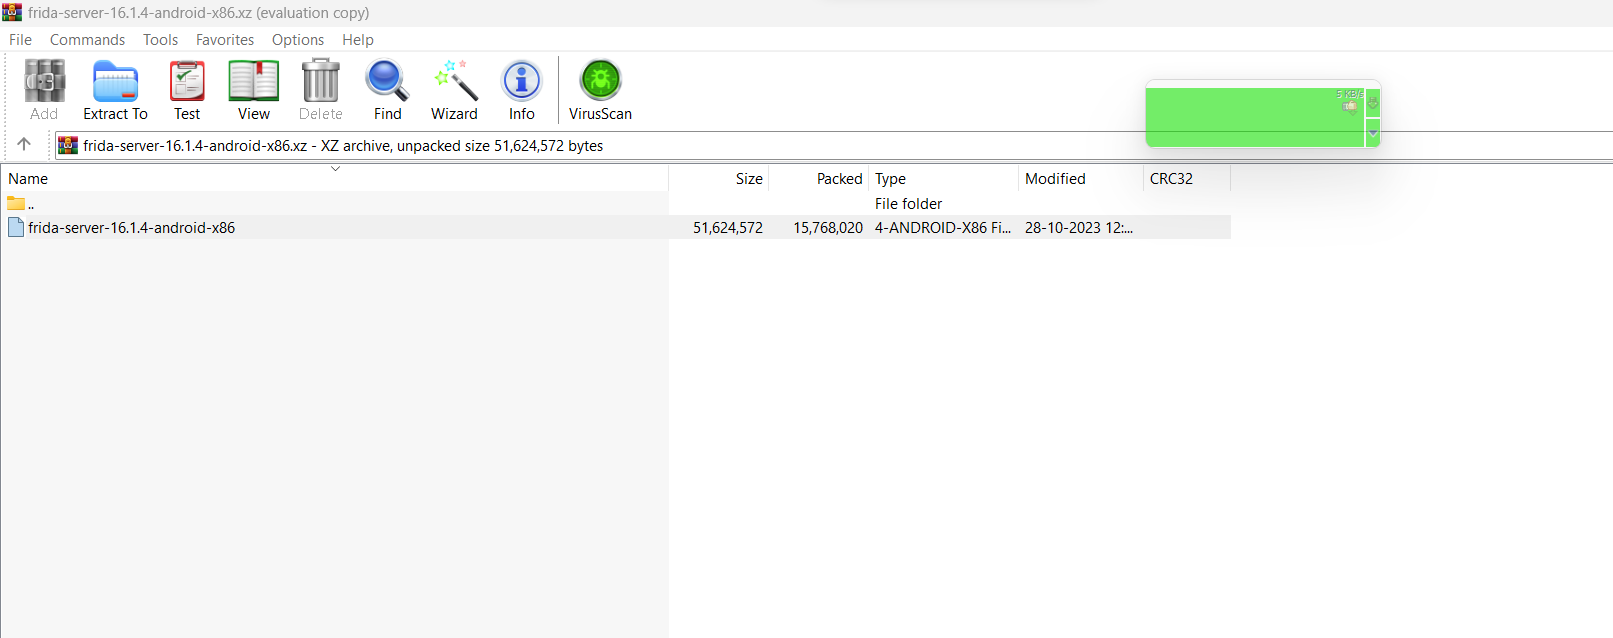 frida-server-16.1.4-android-x86.xz (evaluation copy)
File Commands Tools Favorites Options Help
Add Extract To Test View Delete Find Wizard Info VirusScan
5 KB/s
frida-server-16.1.4-android-x86.xz - XZ archive, unpacked size 51,624,572 bytes
Name Size Packed Type Modified CRC32
.. File folder
frida-server-16.1.4-android-x86 51,624,572 15,768,020 4-ANDROID-X86 Fi... 28-10-2023 12:...